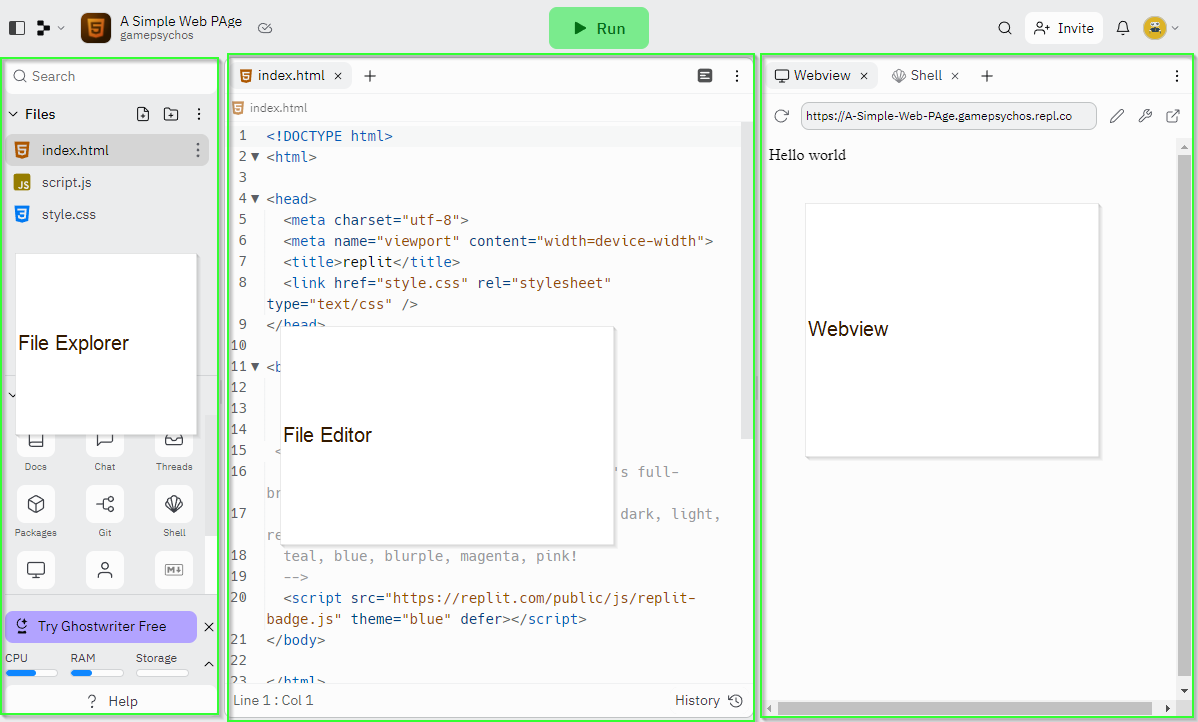 A Simple Web PAge
gamepsychos
Run
Invite
Search
Files
index.html
script.js
style.css
File Explorer
Docs
Chat
Threads
Packages
Git
Shell
Try Ghostwriter Free
CPU
RAM
Storage
? Help
index.html
index.html
1 <!DOCTYPE html>
2 <html>
3
4 <head>
5 <meta charset="utf-8">
6 <meta name="viewport" content="width=device-width">
7 <title>replit</title>
8 <link href="style.css" rel="stylesheet"
type="text/css" />
9 </head>
10
11 <b
12
13
14
File Editor
15 <
16 's full-
br
17 dark, light,
re
18 teal, blue, blurple, magenta, pink!
19 -->
20 <script src="https://replit.com/public/js/replit-
badge.js" theme="blue" defer></script>
21 </body>
22
23 </html>
Line 1 : Col 1
History
Webview
Shell
https://A-Simple-Web-PAge.gamepsychos.repl.co
Hello world
Webview